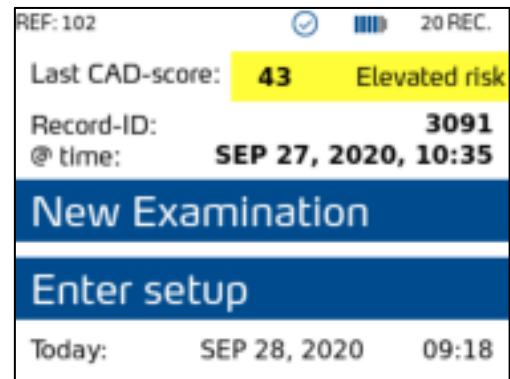 REF: 102 20 REC.
Last CAD-score: 43 Elevated risk
Record-ID: 3091
@ time: SEP 27, 2020, 10:35
New Examination
Enter setup
Today: SEP 28, 2020 09:18